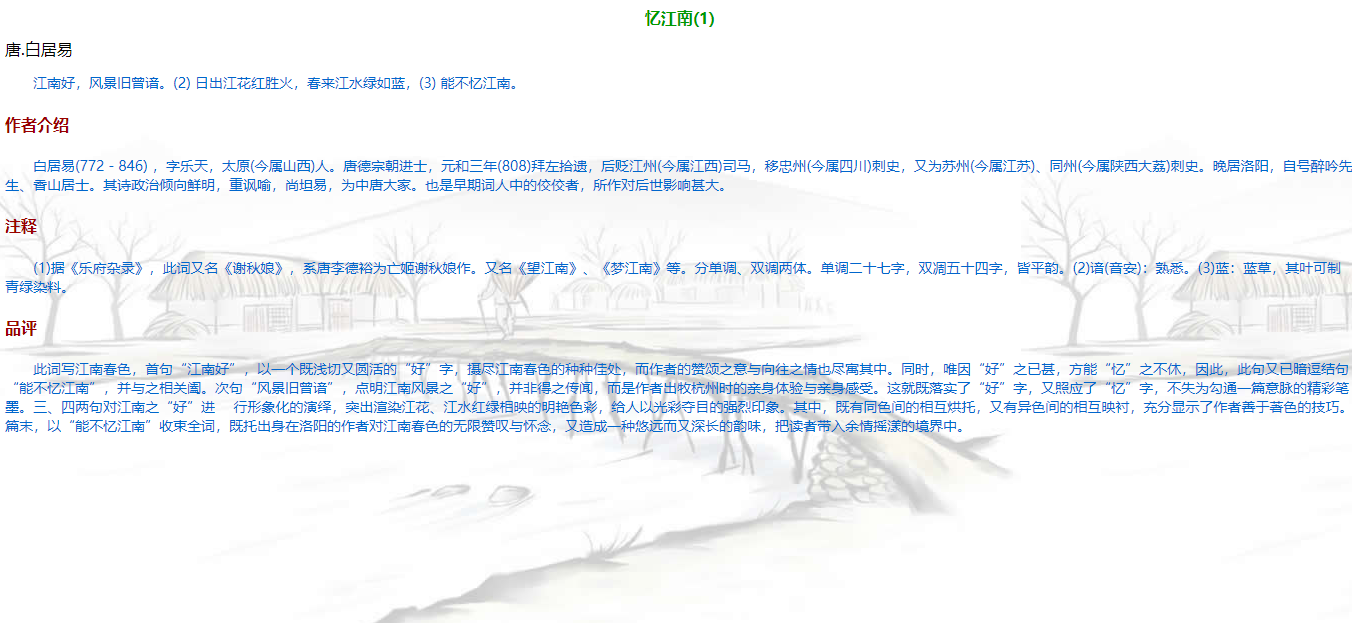 忆江南(1)
唐.白居易
江南好，风景旧曾谙。(2) 日出江花红胜火，春来江水绿如蓝，(3) 能不忆江南。
作者介绍
白居易(772 - 846) ，字乐天，太原(今属山西)人。唐德宗朝进士，元和三年(808)拜左拾遗，后贬江州(今属江西)司马，移忠州(今属四川)刺史，又为苏州(今属江苏)、同州(今属陕西大荔)刺史。晚居洛阳，自号醉吟先
生、香山居士。其诗政治倾向鲜明，重讽喻，尚坦易，为中唐大家。也是早期词人中的佼佼者，所作对后世影响甚大。
注释
(1)据《乐府杂录》，此词又名《谢秋娘》，系唐李德裕为亡姬谢秋娘作。又名《望江南》、《梦江南》等。分单调、双调两体。单调二十七字，双凋五十四字，皆平韵。(2)谙(音安)：熟悉。(3)蓝：蓝草，其叶可制
青绿染料。
品评
此词写江南春色，首句“江南好”，以一个既浅切又圆活的“好”字，摄尽江南春色的种种佳处，而作者的赞颂之意与向往之情也尽寓其中。同时，唯因“好”之已甚，方能“忆”之不休，因此，此句又已暗逗结句
“能不忆江南”，并与之相关阖。次句“风景旧曾谙”，点明江南风景之“好”，并非得之传闻，而是作者出牧杭州时的亲身体验与亲身感受。这就既落实了“好”字，又照应了“忆”字，不失为勾通一篇意脉的精彩笔
墨。三、四两句对江南之“好”进　行形象化的演绎，突出渲染江花、江水红绿相映的明艳色彩，给人以光彩夺目的强烈印象。其中，既有同色间的相互烘托，又有异色间的相互映衬，充分显示了作者善于著色的技巧。
篇末，以“能不忆江南”收束全词，既托出身在洛阳的作者对江南春色的无限赞叹与怀念，又造成一种悠远而又深长的韵味，把读者带入余情摇漾的境界中。